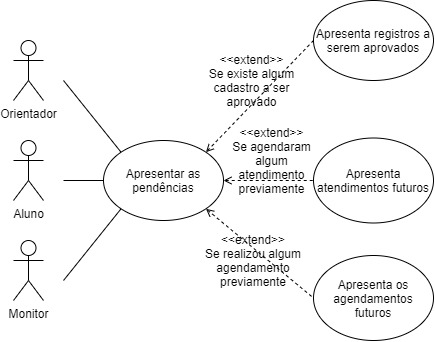 Apresenta registros a
serem aprovados
<<extend>>
Se existe algum
cadastro a ser
aprovado
Orientador
<<extend>>
Se agendaram
algum
atendimento
previamente
Apresentar as
pendências
Apresenta
atendimentos futuros
Aluno
<<extend>>
Se realizou algum
agendamento
previamente
Apresenta os
agendamentos
futuros
Monitor